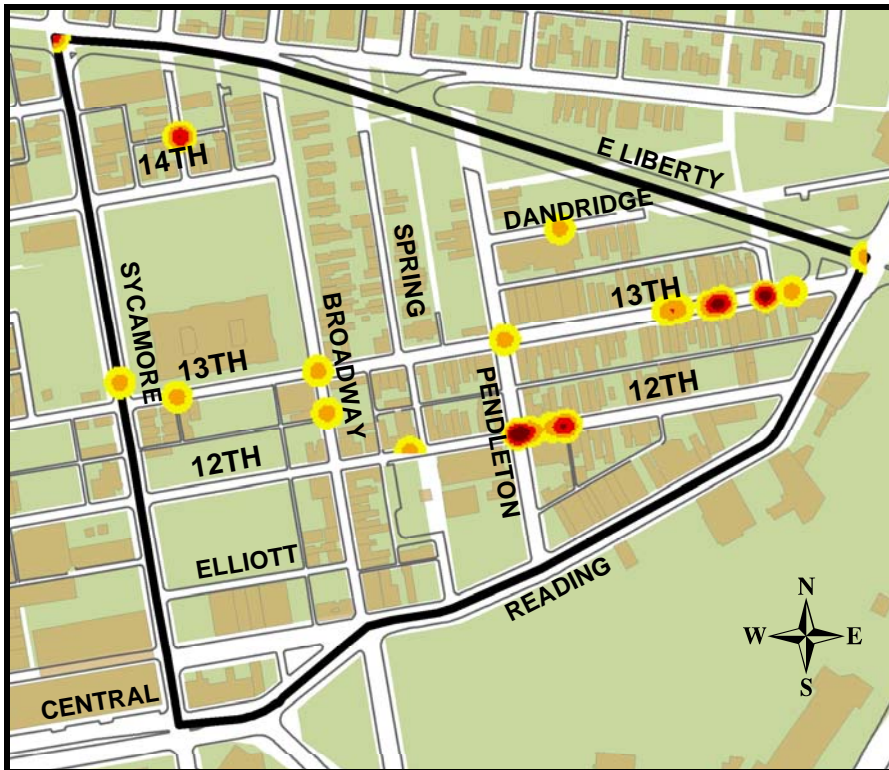 E LIBERTY
14TH
DANDRIDGE
SPRING
SYCAMORE
BROADWAY
13TH
13TH
PENDLETON
12TH
12TH
ELLIOTT
READING
CENTRAL
N
W E
S